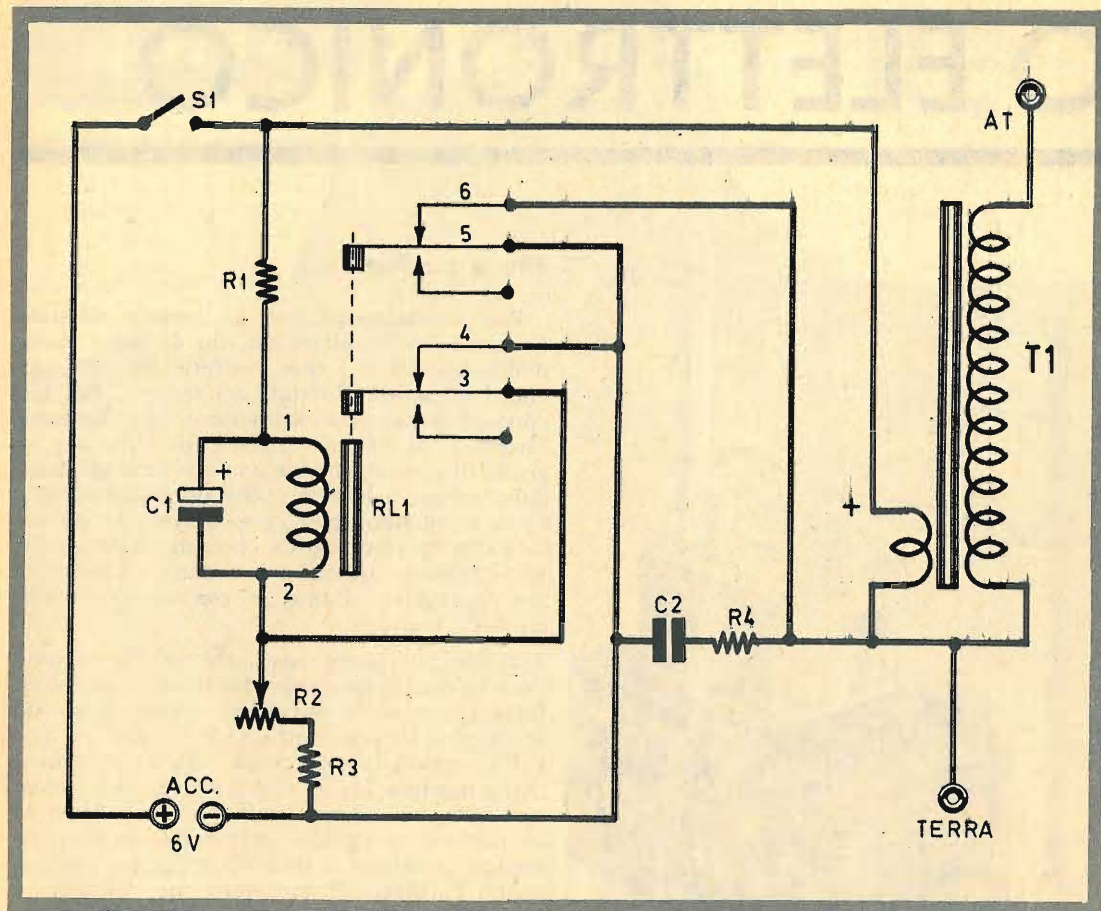 S1
AT
6
5
R1
4
3
T1
1
+
C1
RL1
+
2
C2
R4
R2
R3
ACC.
+ -
6V
TERRA